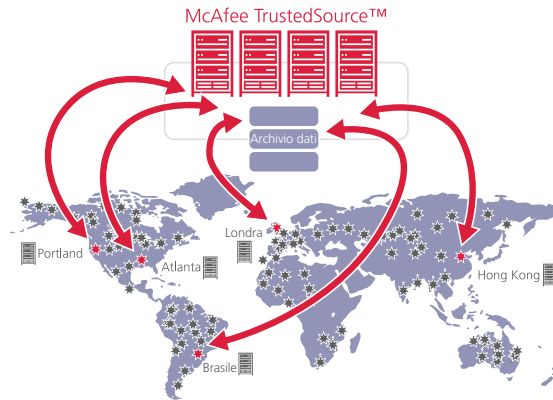 McAfee TrustedSource™
Archivio dati
Londra
Portland
Atlanta
Hong Kong
Brasile